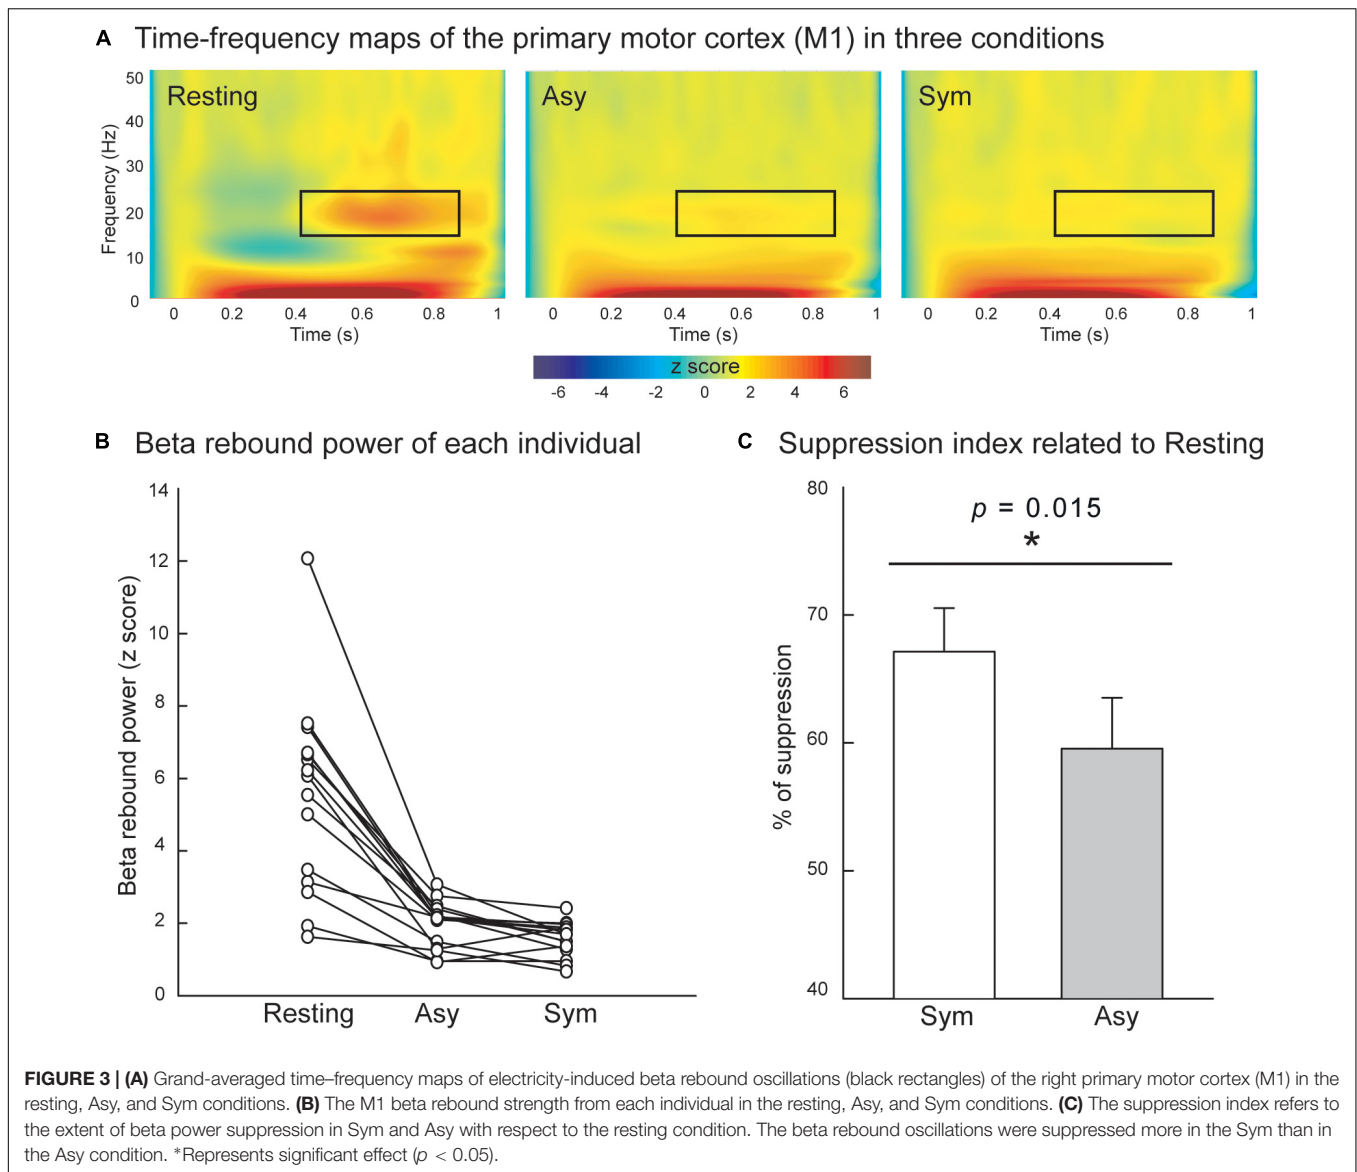 A Time-frequency maps of the primary motor cortex (M1) in three conditions
Resting Asy Sym
Frequency (Hz)
50
40
30
20
10
0
0 0.2 0.4 0.6 0.8 1
Time (s)
0 0.2 0.4 0.6 0.8 1
Time (s)
0 0.2 0.4 0.6 0.8 1
Time (s)
z score
-6 -4 -2 0 2 4 6
B Beta rebound power of each individual
Beta rebound power (z score)
14
12
10
8
6
4
2
0
Resting Asy Sym
C Suppression index related to Resting
% of suppression
80
70
60
50
40
p = 0.015
*
Sym Asy
FIGURE 3 | (A) Grand-averaged time–frequency maps of electricity-induced beta rebound oscillations (black rectangles) of the right primary motor cortex (M1) in the
resting, Asy, and Sym conditions. (B) The M1 beta rebound strength from each individual in the resting, Asy, and Sym conditions. (C) The suppression index refers to
the extent of beta power suppression in Sym and Asy with respect to the resting condition. The beta rebound oscillations were suppressed more in the Sym than in
the Asy condition. *Represents significant effect (p < 0.05).